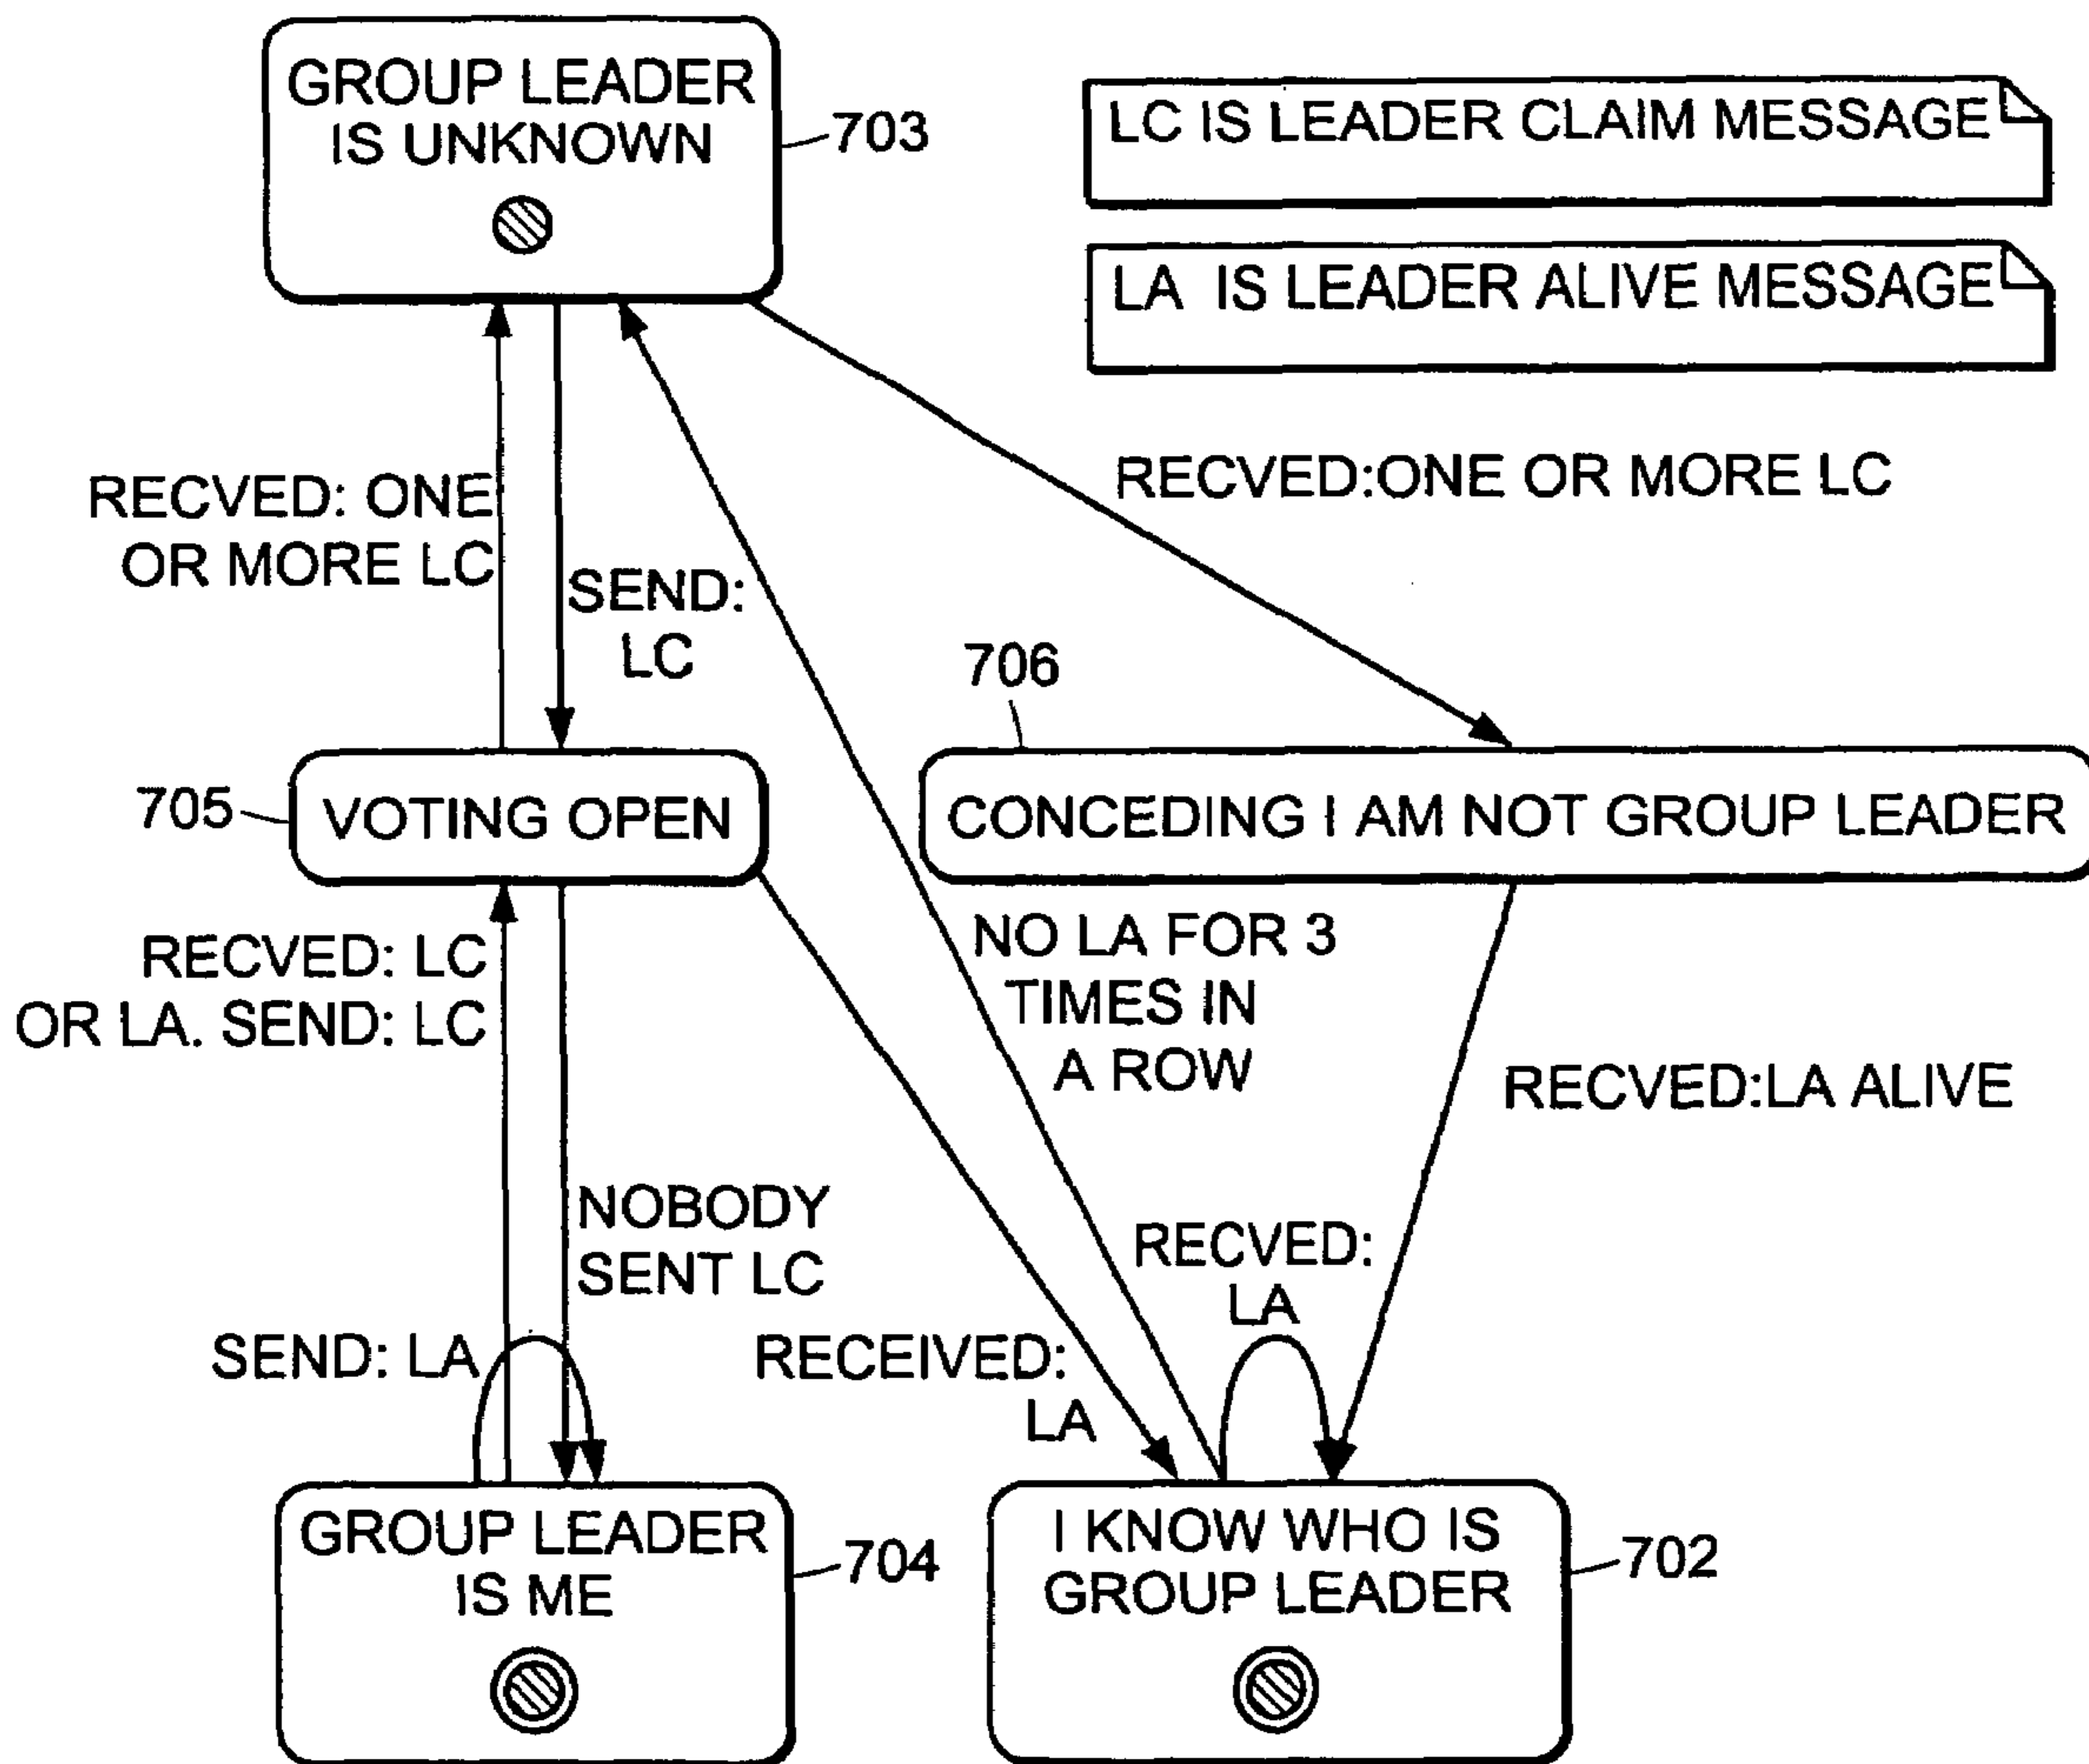 GROUP LEADER
IS UNKNOWN
703
LC IS LEADER CLAIM MESSAGE
LA IS LEADER ALIVE MESSAGE
RECVED: ONE
OR MORE LC
SEND:
LC
RECVED:ONE OR MORE LC
706
705
VOTING OPEN
CONCEDING I AM NOT GROUP LEADER
RECVED: LC
OR LA. SEND: LC
NO LA FOR 3
TIMES IN
A ROW
RECVED:LA ALIVE
NOBODY
SENT LC
SEND: LA
RECEIVED:
LA
RECVED:
LA
GROUP LEADER
IS ME
704
I KNOW WHO IS
GROUP LEADER
702